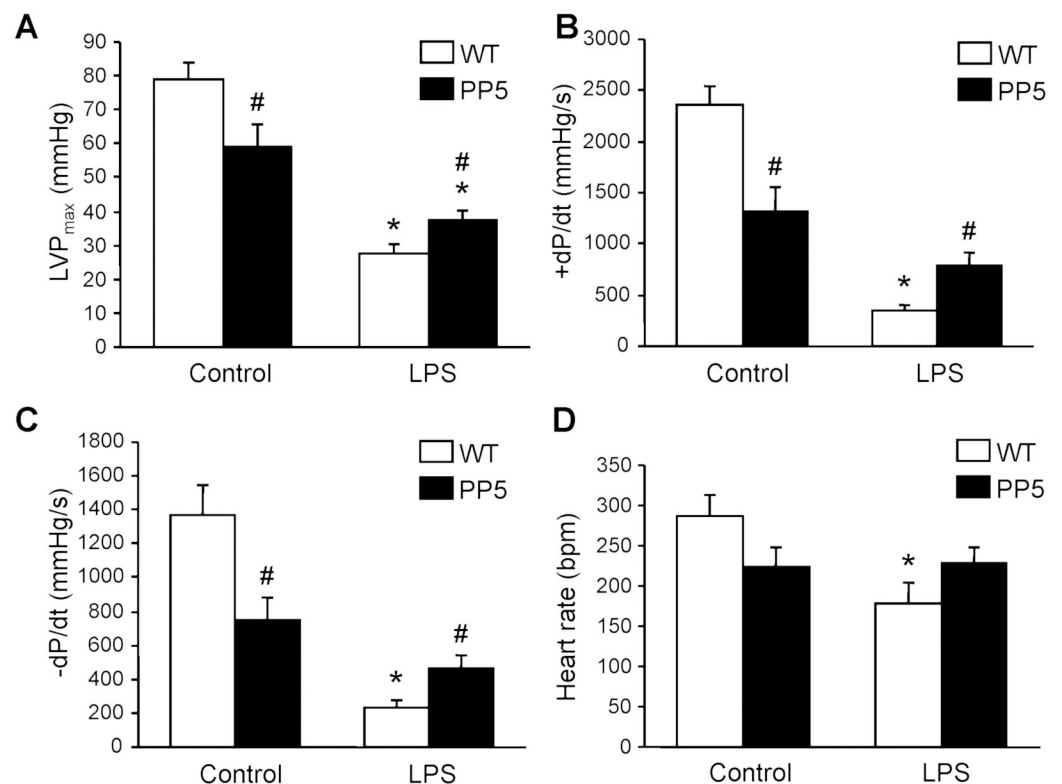 A
LVPmax (mmHg)
90
80
70
60
50
40
30
20
10
0
WT
PP5
#
*
#
*
Control
LPS
B
+dP/dt (mmHg/s)
3000
2500
2000
1500
1000
500
0
WT
PP5
#
*
#
Control
LPS
C
-dP/dt (mmHg/s)
1800
1600
1400
1200
1000
800
600
400
200
0
WT
PP5
#
*
#
Control
LPS
D
Heart rate (bpm)
350
300
250
200
150
100
50
0
WT
PP5
*
Control
LPS